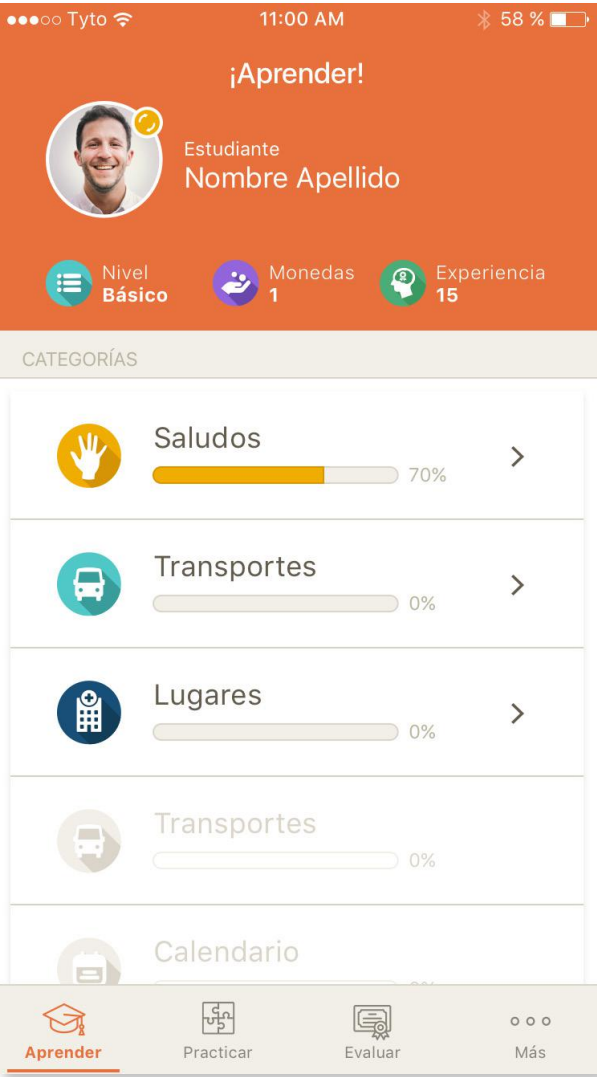 Tyto
11:00 AM
58 %
¡Aprender!
Estudiante
Nombre Apellido
Nivel
Básico
Monedas
1
Experiencia
15
CATEGORÍAS
Saludos
70%
Transportes
0%
Lugares
0%
Transportes
0%
Calendario
Aprender
Practicar
Evaluar
Más